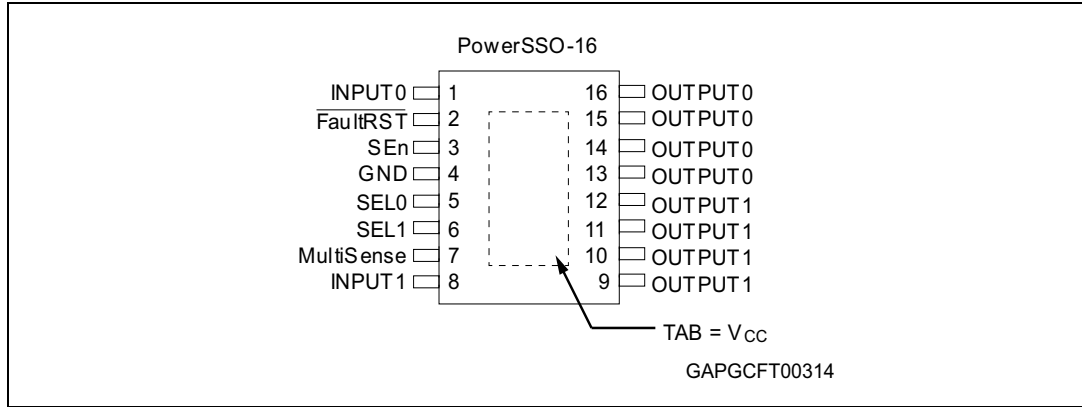 PowerSSO-16
INPUT0 1 16 OUTPUT0
FaultRST 2 15 OUTPUT0
SEn 3 14 OUTPUT0
GND 4 13 OUTPUT0
SEL0 5 12 OUTPUT1
SEL1 6 11 OUTPUT1
MultiSense 7 10 OUTPUT1
INPUT1 8 9 OUTPUT1
TAB = VCC
GAPGCFT00314